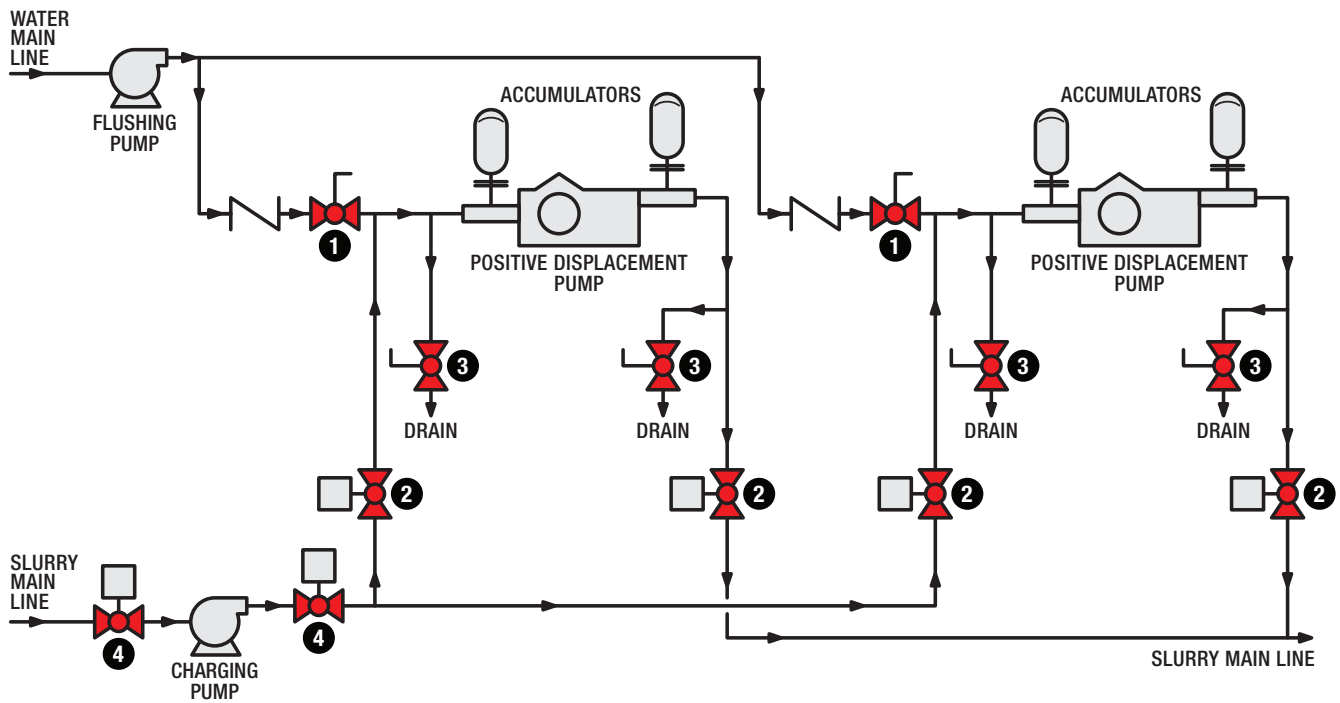 WATER
MAIN
LINE
FLUSHING
PUMP
ACCUMULATORS
ACCUMULATORS
1
1
POSITIVE DISPLACEMENT
PUMP
POSITIVE DISPLACEMENT
PUMP
3
3
3
3
DRAIN
DRAIN
DRAIN
DRAIN
2
2
2
2
SLURRY
MAIN
LINE
4
4
CHARGING
PUMP
SLURRY MAIN LINE